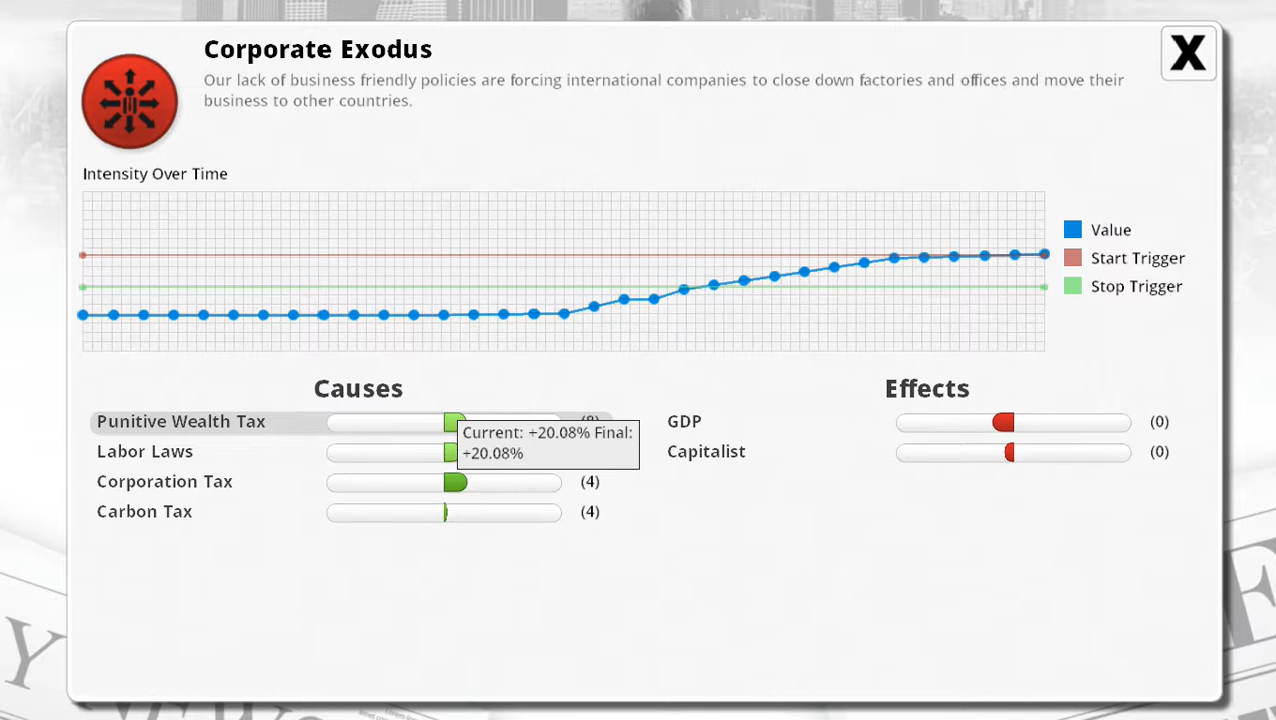 Corporate Exodus
X
Our lack of business friendly policies are forcing international companies to close down factories and offices and move their
business to other countries.
Intensity Over Time
Value
Start Trigger
Stop Trigger
Causes
Effects
Punitive Wealth Tax
GDP
(0)
Current: +20.08% Final:
+20.08%
Labor Laws
Capitalist
(0)
Corporation Tax
(4)
Carbon Tax
(4)